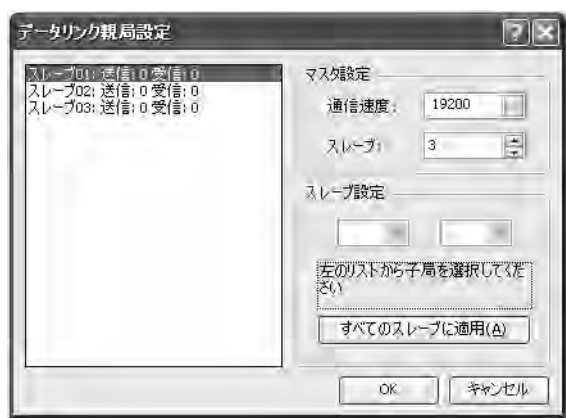 データリンク親局設定
スレーブ01: 送信: 0 受信: 0
スレーブ02: 送信: 0 受信: 0
スレーブ03: 送信: 0 受信: 0
マスタ設定
通信速度: 19200
スレーブ: 3
スレーブ設定
左のリストから子局を選択してくだ
さい
すべてのスレーブに適用(A)
OK キャンセル